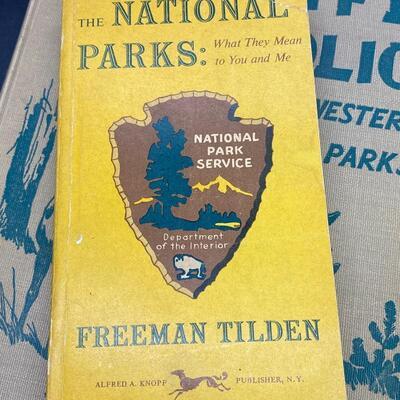 THE NATIONAL
PARKS: What They Mean
to You and Me
NATIONAL
PARK
SERVICE
Department
of the Interior
FREEMAN TILDEN
ALFRED A. KNOPF PUBLISHER, N.Y.
WESTER
PARKS